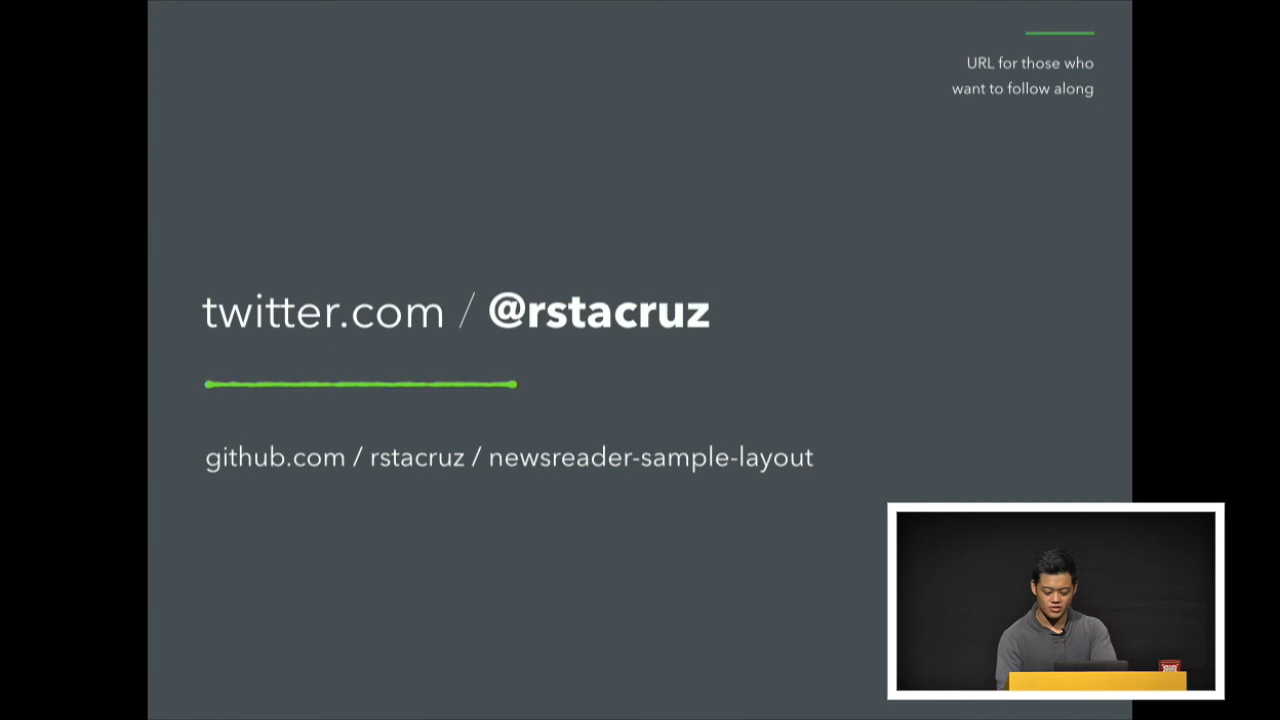 URL for those who
want to follow along
twitter.com / @rstacruz
github.com / rstacruz / newsreader-sample-layout